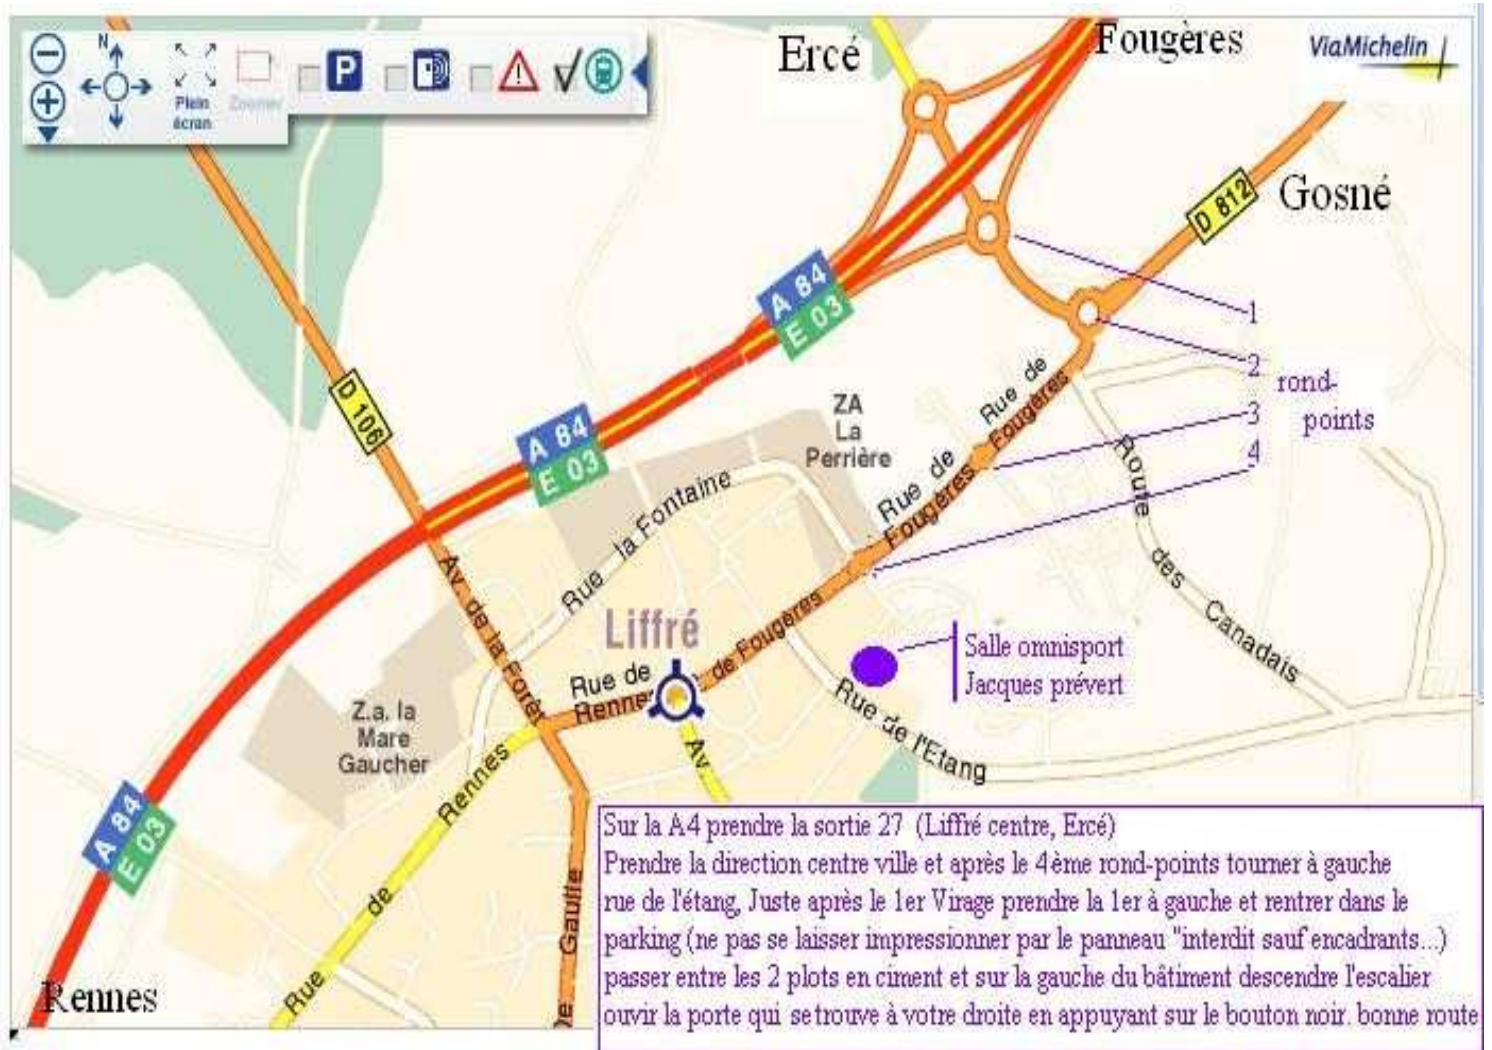 N
P
Plein
écran
Zoomer
Ercé
Fougères
ViaMichelin
D 812
Gosné
A 84
E 03
1
2
rond-
points
3
4
D 106
A 84
E 03
ZA
La
Perrière
Rue de
Fougères
Rue de
Fougères
Rue la Fontaine
Route des Canadais
Av. de la Forêt
Liffré
de Fougères
Rue de
Rennes
Salle omnisport
Jacques prévert
Rue de l'Etang
Z.a. la
Mare
Gaucher
Av.
Rue de Rennes
A 84
E 03
De Gaulle
Rennes
Sur la A4 prendre la sortie 27 (Liffré centre, Ercé)
Prendre la direction centre ville et après le 4ème rond-points tourner à gauche
rue de l'étang, Juste après le 1er Virage prendre la 1er à gauche et rentrer dans le
parking (ne pas se laisser impressionner par le panneau "interdit sauf encadrants...)
passer entre les 2 plots en ciment et sur la gauche du bâtiment descendre l'escalier
ouvir la porte qui se trouve à votre droite en appuyant sur le bouton noir. bonne route